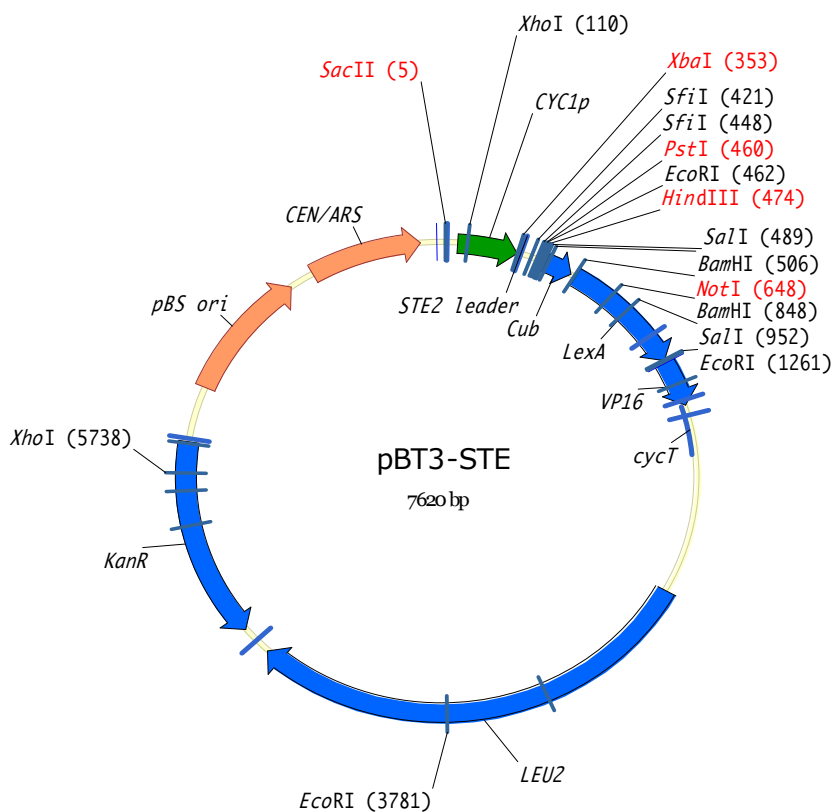 XhoI (110)
SacII (5)
XbaI (353)
CYC1p
SfiI (421)
SfiI (448)
PstI (460)
EcoRI (462)
HindIII (474)
CEN/ARS
SalI (489)
BamHI (506)
STE2 leader
NotI (648)
pBS ori
Cub
BamHI (848)
LexA
SalI (952)
EcoRI (1261)
VP16
XhoI (5738)
pBT3-STE
cycT
7620 bp
KanR
LEU2
EcoRI (3781)